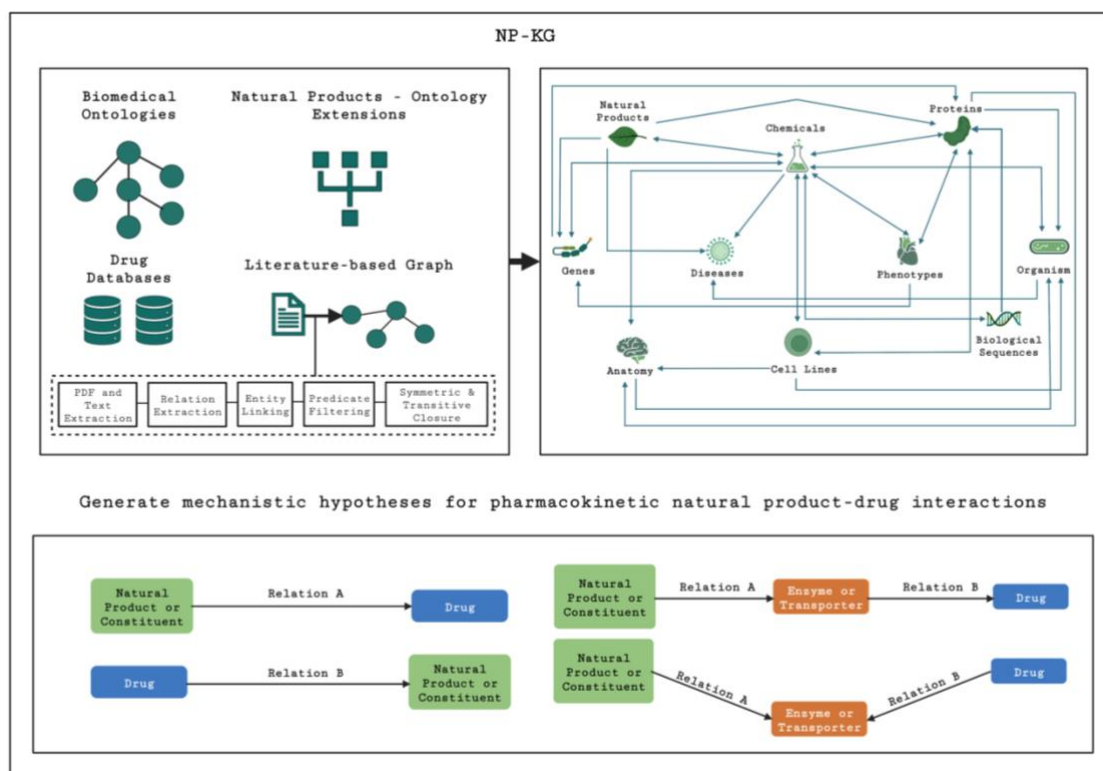 NP-KG
Biomedical
Ontologies
Natural Products - Ontology
Extensions
Drug
Databases
Literature-based Graph
PDF and
Text
Extraction
Relation
Extraction
Entity
Linking
Predicate
Filtering
Symmetric &
Transitive
Closure
Natural
Products
Chemicals
Proteins
Genes
Diseases
Phenotypes
Organism
Anatomy
Cell Lines
Biological
Sequences
Generate mechanistic hypotheses for pharmacokinetic natural product-drug interactions
Natural
Product or
Constituent
Relation A
Drug
Drug
Relation B
Natural
Product or
Constituent
Natural
Product or
Constituent
Relation A
Enzyme or
Transporter
Relation B
Drug
Natural
Product or
Constituent
Relation A
Enzyme or
Transporter
Relation B
Drug